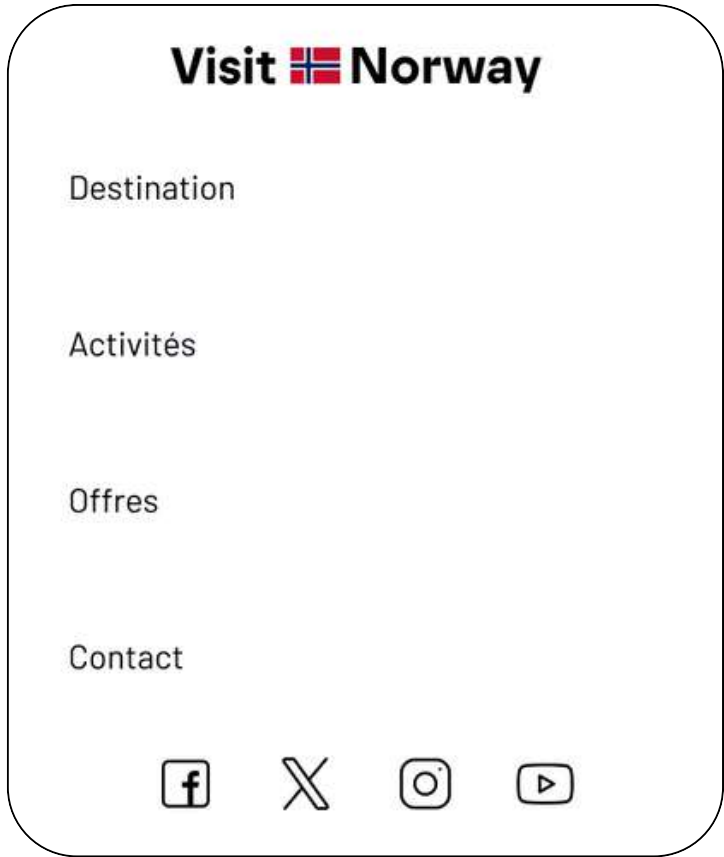 Visit Norway
Destination
Activités
Offres
Contact